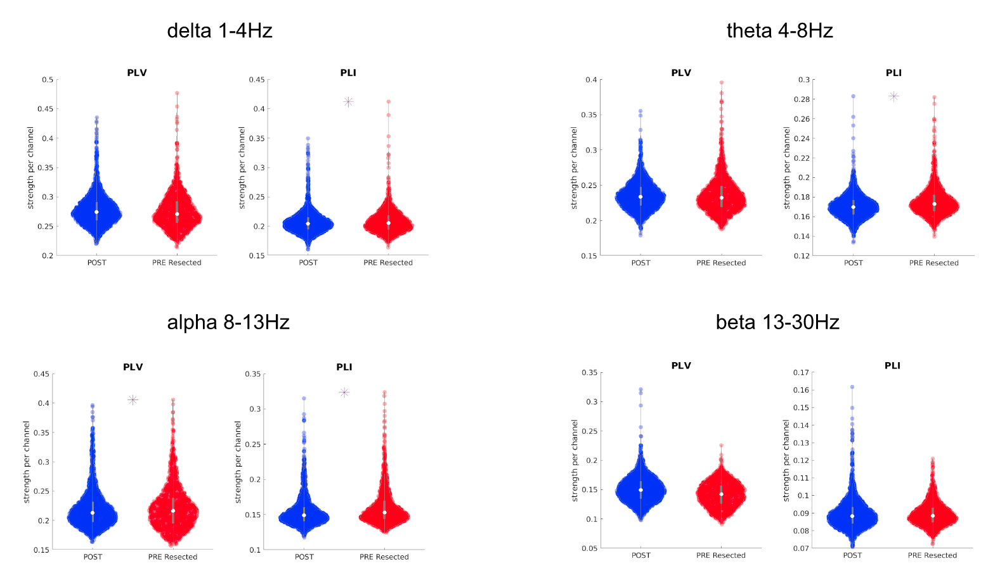 delta 1-4Hz
theta 4-8Hz
PLV
PLI
PLV
PLI
0.5
0.45
0.4
0.35
0.3
0.25
0.2
strength per channel
POST
PRE Resected
0.45
0.4
0.35
0.3
0.25
0.2
0.15
strength per channel
POST
PRE Resected
0.4
0.35
0.3
0.25
0.2
0.15
strength per channel
POST
PRE Resected
0.3
0.28
0.26
0.24
0.22
0.2
0.18
0.16
0.14
0.12
strength per channel
POST
PRE Resected
alpha 8-13Hz
beta 13-30Hz
PLV
PLI
PLV
PLI
0.45
0.4
0.35
0.3
0.25
0.2
0.15
strength per channel
POST
PRE Resected
0.35
0.3
0.25
0.2
0.15
0.1
strength per channel
POST
PRE Resected
0.35
0.3
0.25
0.2
0.15
0.1
0.05
strength per channel
POST
PRE Resected
0.17
0.16
0.15
0.14
0.13
0.12
0.11
0.1
0.09
0.08
0.07
strength per channel
POST
PRE Resected